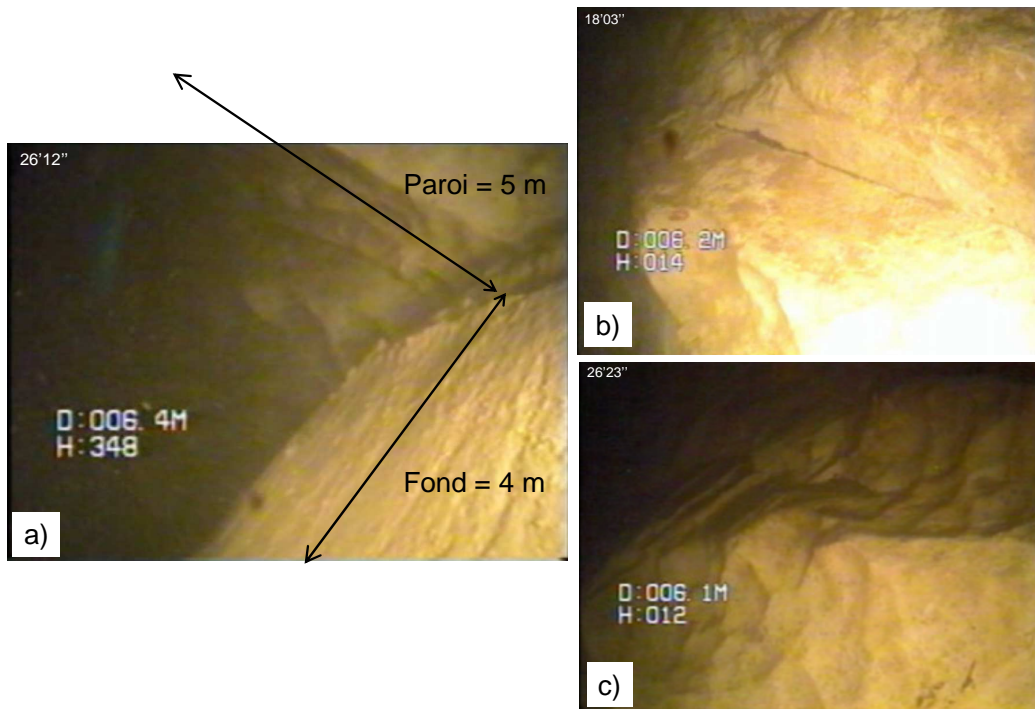 26’12’’
Paroi = 5 m
D:006. 4M
H:348
Fond = 4 m
a)
18’03’’
D:006. 2M
H:014
b)
26’23’’
D:006. 1M
H:012
c)